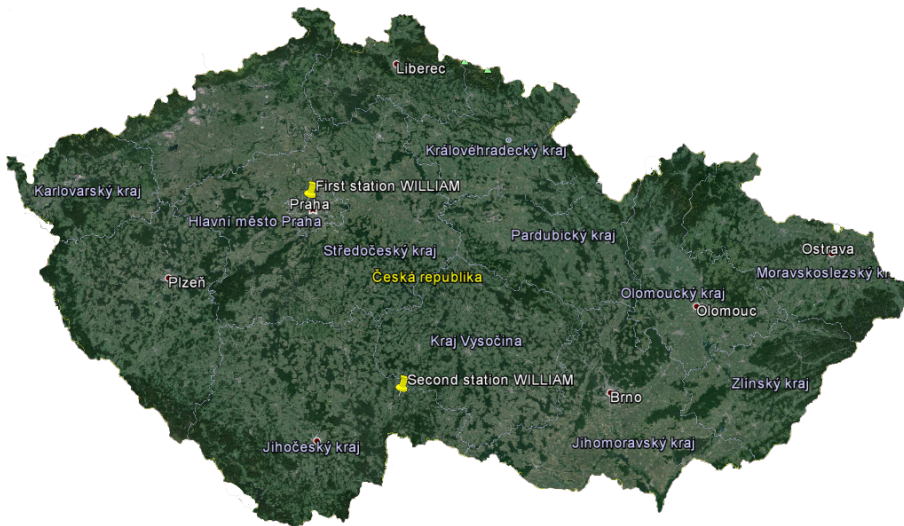 Liberec
Královéhradecký kraj
First station WILLIAM
Karlovarský kraj
Praha
Hlavní město Praha
Pardubický kraj
Středočeský kraj
Ostrava
Česká republika
Moravskoslezský kr
Plzeň
Olomoucký kraj
Olomouc
Kraj Vysočina
Second station WILLIAM
Zlínský kraj
Brno
Jihočeský kraj
Jihomoravský kraj